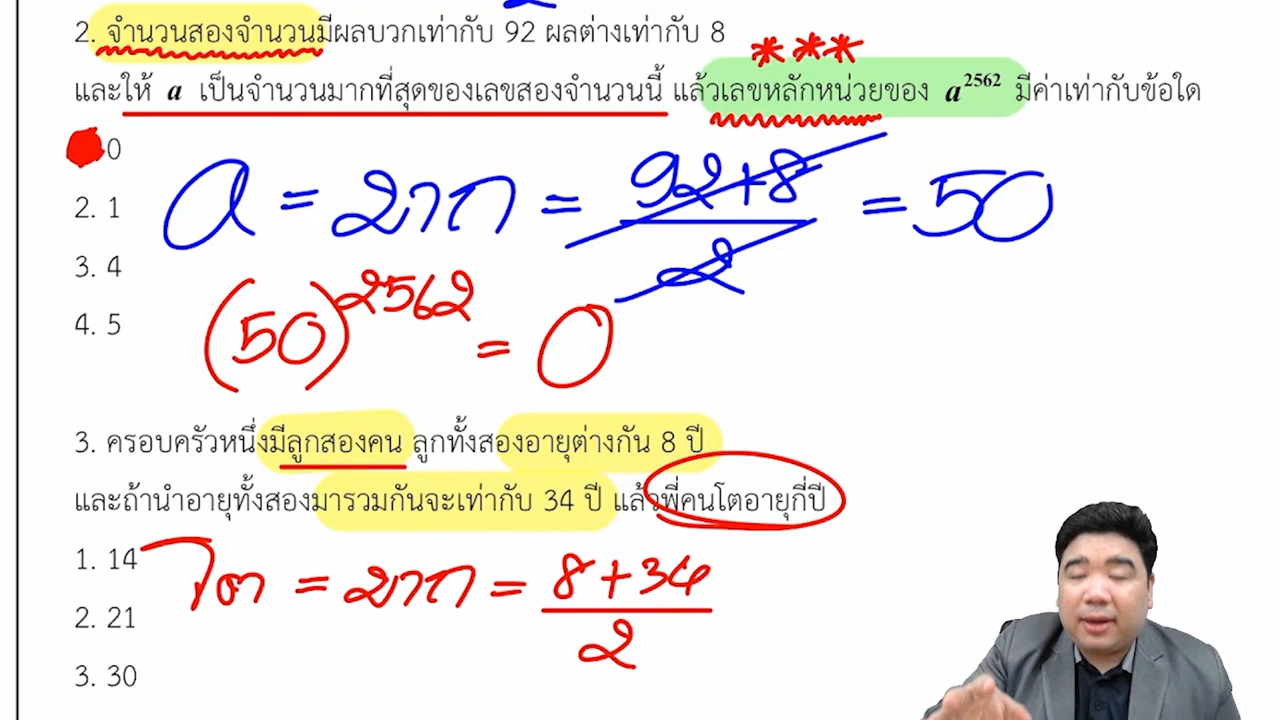 2. จำนวนสองจำนวนมีผลบวกเท่ากับ 92 ผลต่างเท่ากับ 8
***
และให้ a เป็นจำนวนมากที่สุดของเลขสองจำนวนนี้ แล้วเลขหลักหน่วยของ a^2562 มีค่าเท่ากับข้อใด
0
a = มาก = 92+8 / 2 = 50
2. 1
3. 4
(50)^2562 = 0
4. 5
3. ครอบครัวหนึ่งมีลูกสองคน ลูกทั้งสองอายุต่างกัน 8 ปี
และถ้านำอายุทั้งสองมารวมกันจะเท่ากับ 34 ปี แล้วพี่คนโตอายุกี่ปี
1. 14
โต = มาก = 8+34 / 2
2. 21
3. 30